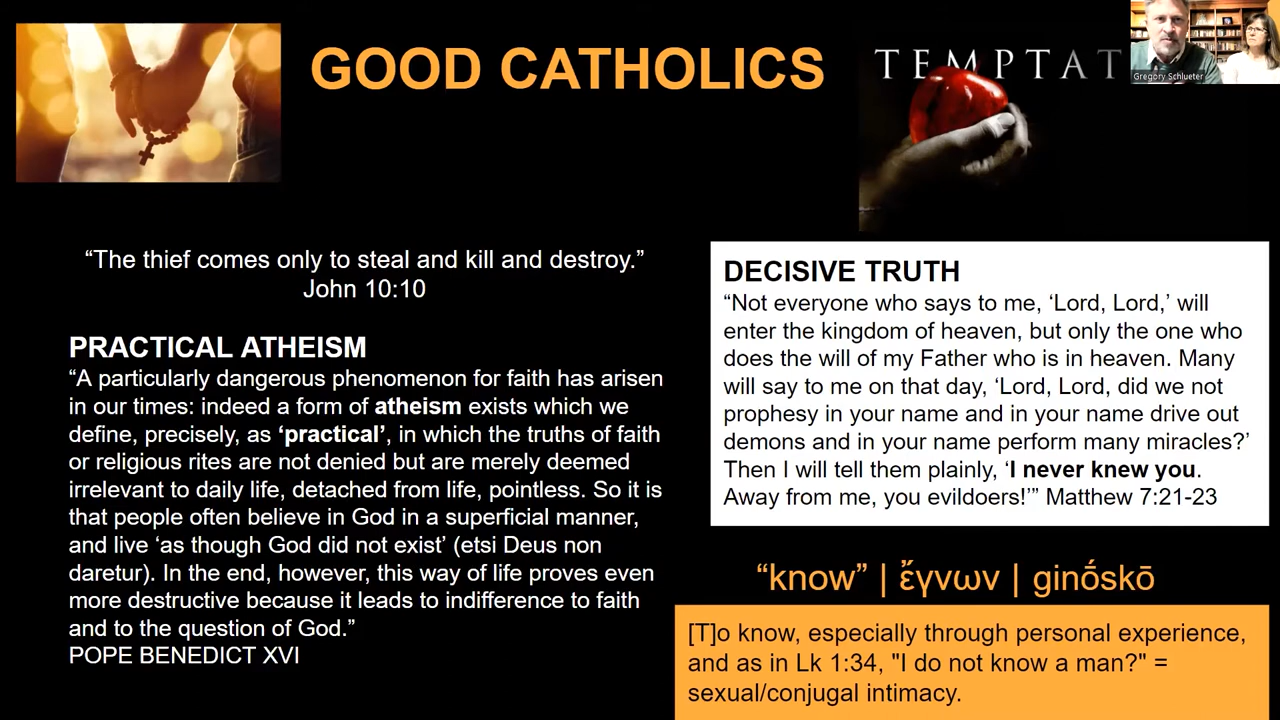 GOOD CATHOLICS
TEMPTAT
Gregory Schlueter
“The thief comes only to steal and kill and destroy.”
John 10:10
PRACTICAL ATHEISM
“A particularly dangerous phenomenon for faith has arisen
in our times: indeed a form of atheism exists which we
define, precisely, as ‘practical’, in which the truths of faith
or religious rites are not denied but are merely deemed
irrelevant to daily life, detached from life, pointless. So it is
that people often believe in God in a superficial manner,
and live ‘as though God did not exist’ (etsi Deus non
daretur). In the end, however, this way of life proves even
more destructive because it leads to indifference to faith
and to the question of God.”
POPE BENEDICT XVI
DECISIVE TRUTH
“Not everyone who says to me, ‘Lord, Lord,’ will
enter the kingdom of heaven, but only the one who
does the will of my Father who is in heaven. Many
will say to me on that day, ‘Lord, Lord, did we not
prophesy in your name and in your name drive out
demons and in your name perform many miracles?’
Then I will tell them plainly, ‘I never knew you.
Away from me, you evildoers!’” Matthew 7:21-23
“know” | ἔγνων | ginṓskō
[T]o know, especially through personal experience,
and as in Lk 1:34, "I do not know a man?" =
sexual/conjugal intimacy.